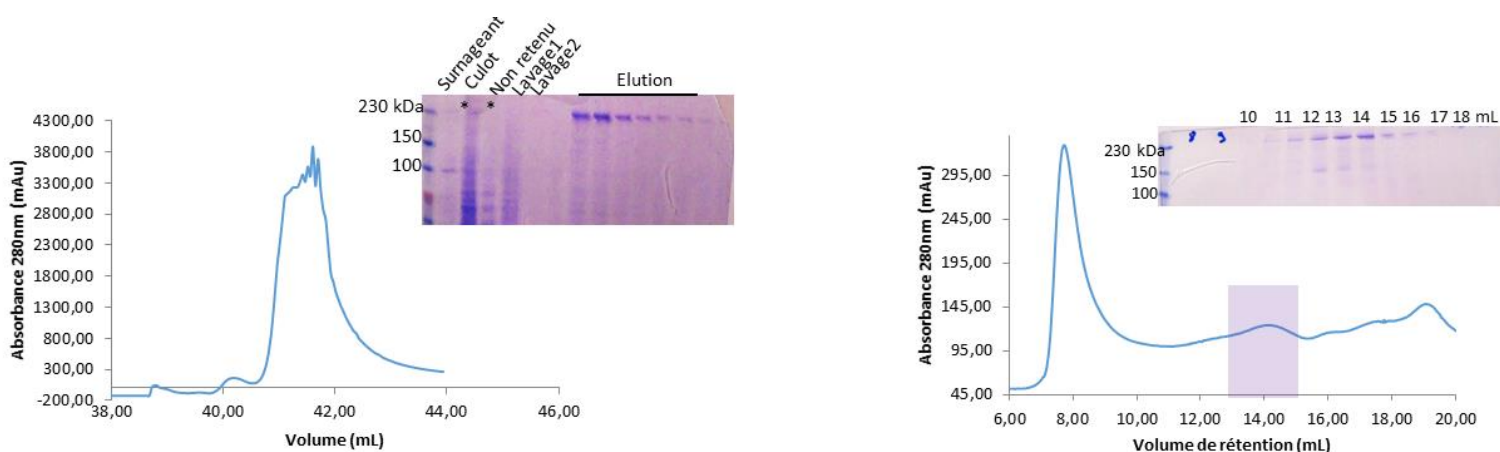 Surnageant
* Culot
* Non retenu
Lavage1
Lavage2
Elution
230 kDa
150
100
4300,00
3800,00
3300,00
2800,00
2300,00
1800,00
1300,00
800,00
300,00
-200,00
Absorbance 280nm (mAu)
38,00 40,00 42,00 44,00 46,00
Volume (mL)
10 11 12 13 14 15 16 17 18 mL
230 kDa
150
100
295,00
245,00
195,00
145,00
95,00
45,00
Absorbance 280nm (mAu)
6,00 8,00 10,00 12,00 14,00 16,00 18,00 20,00
Volume de rétention (mL)